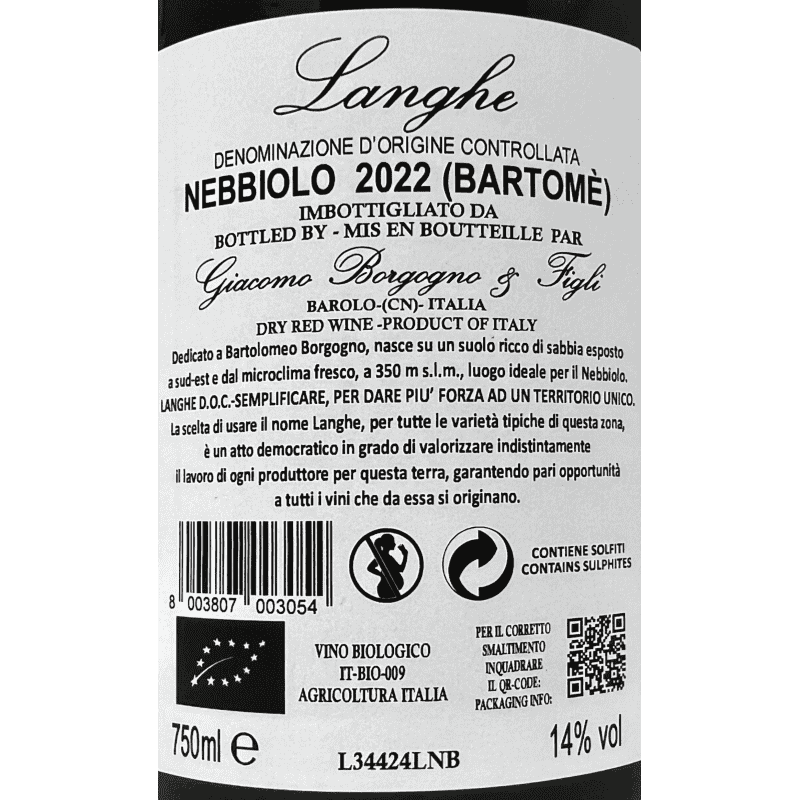 Langhe
DENOMINAZIONE D'ORIGINE CONTROLLATA
NEBBIOLO 2022 (BARTOMÈ)
IMBOTTIGLIATO DA
BOTTLED BY - MIS EN BOUTTEILLE PAR
Giacomo Borgogno & Figli
BAROLO-(CN)- ITALIA
DRY RED WINE -PRODUCT OF ITALY
Dedicato a Bartolomeo Borgogno, nasce su un suolo ricco di sabbia esposto
a sud-est e dal microclima fresco, a 350 m s.l.m., luogo ideale per il Nebbiolo.
LANGHE D.O.C.-SEMPLIFICARE, PER DARE PIU' FORZA AD UN TERRITORIO UNICO.
La scelta di usare il nome Langhe, per tutte le varietà tipiche di questa zona,
è un atto democratico in grado di valorizzare indistintamente
il lavoro di ogni produttore per questa terra, garantendo pari opportunità
a tutti i vini che da essa si originano.
CONTIENE SOLFITI
CONTAINS SULPHITES
8 003807 003054
VINO BIOLOGICO
IT-BIO-009
AGRICOLTURA ITALIA
PER IL CORRETTO
SMALTIMENTO
INQUADRARE
IL QR-CODE:
PACKAGING INFO:
750ml e
L34424LNB
14% vol